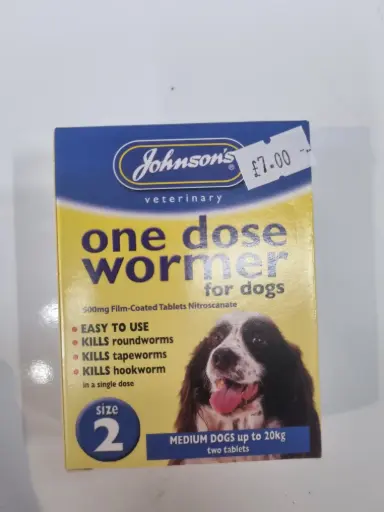 Johnson's ®
£7.00
veterinary
one dose
wormer
for dogs
500mg Film-Coated Tablets Nitroscanate
EASY TO USE
KILLS roundworms
KILLS tapeworms
KILLS hookworm
in a single dose
size
2
MEDIUM DOGS up to 20kg
two tablets